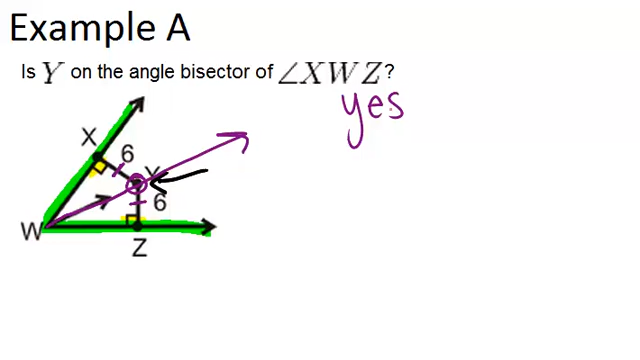 Example A
Is Y on the angle bisector of ∠XWZ?
yes
X
6
Y
6
W
Z